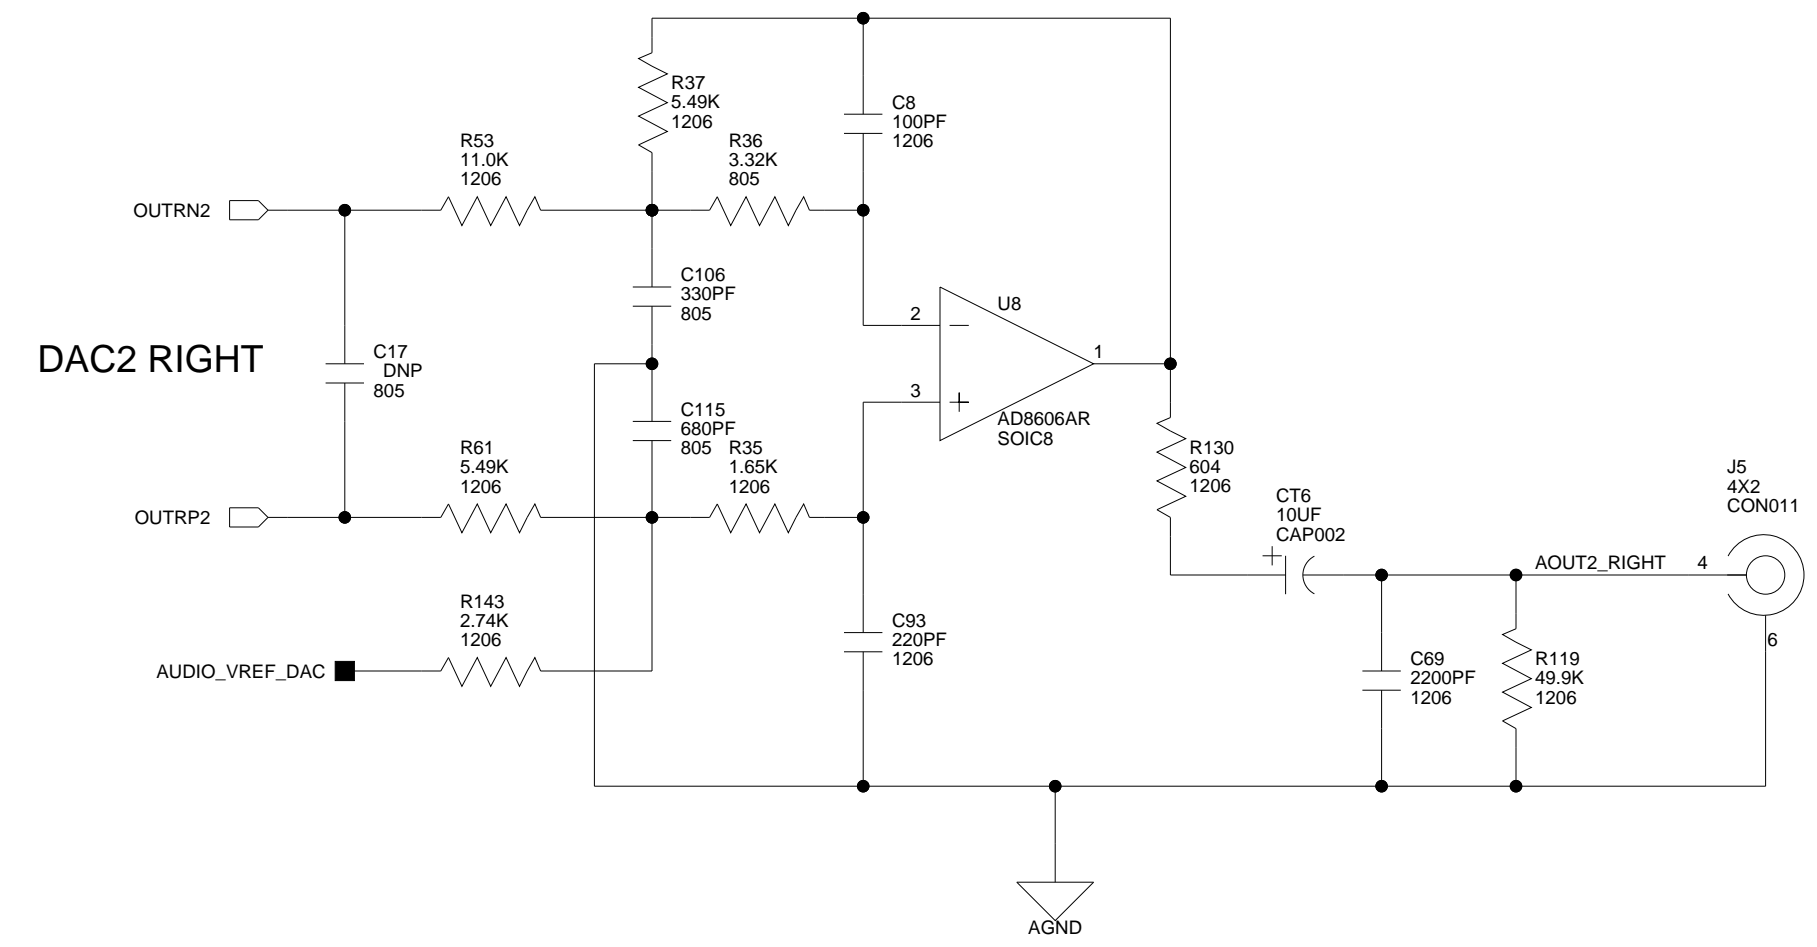 R37
5.49K
1206
C8
100PF
1206
R53
11.0K
1206
R36
3.32K
805
OUTRN2
C106
330PF
805
U8
2
1
3
AD8606AR
SOIC8
DAC2 RIGHT
C17
DNP
805
C115
680PF
805
R61
5.49K
1206
R35
1.65K
1206
OUTRP2
R130
604
1206
CT6
10UF
CAP002
J5
4X2
CON011
AOUT2_RIGHT
4
6
R143
2.74K
1206
AUDIO_VREF_DAC
C93
220PF
1206
C69
2200PF
1206
R119
49.9K
1206
AGND